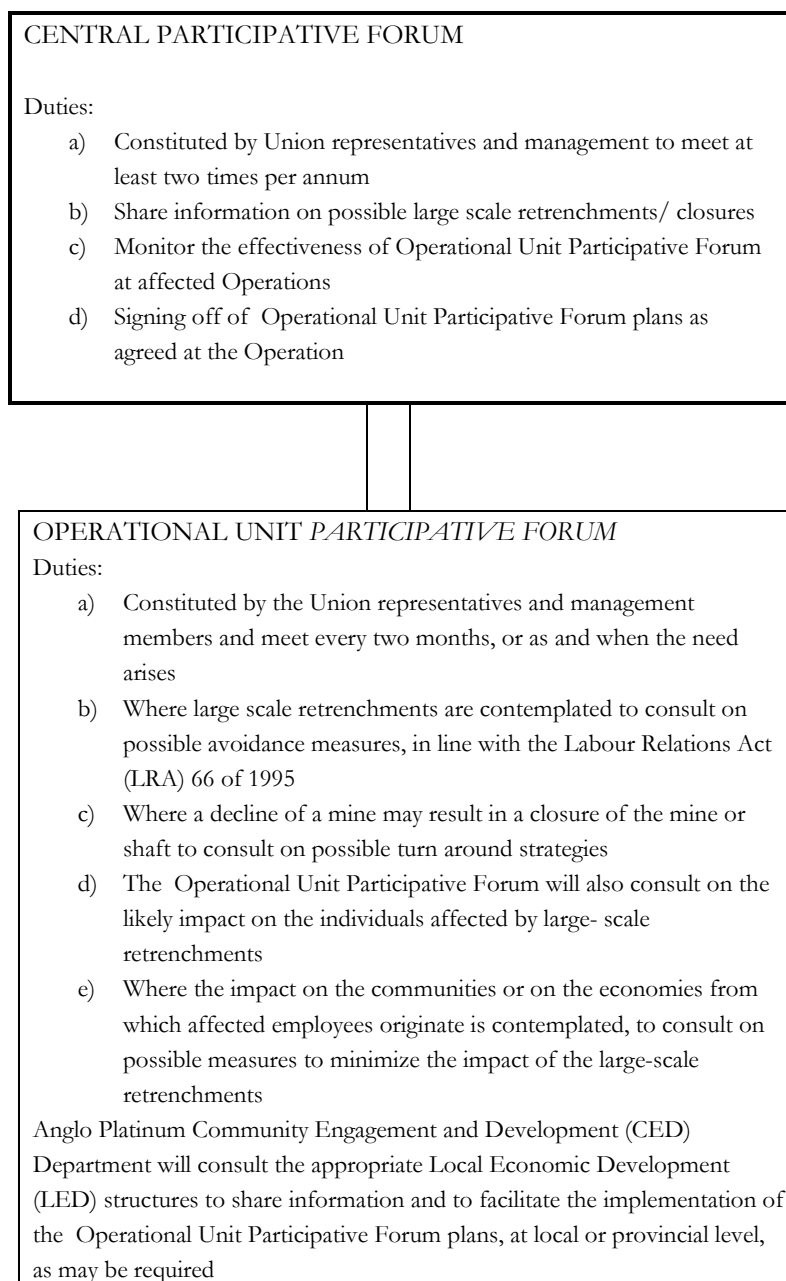 CENTRAL PARTICIPATIVE FORUM
Duties:
a) Constituted by Union representatives and management to meet at
least two times per annum
b) Share information on possible large scale retrenchments/ closures
c) Monitor the effectiveness of Operational Unit Participative Forum
at affected Operations
d) Signing off of Operational Unit Participative Forum plans as
agreed at the Operation
OPERATIONAL UNIT PARTICIPATIVE FORUM
Duties:
a) Constituted by the Union representatives and management
members and meet every two months, or as and when the need
arises
b) Where large scale retrenchments are contemplated to consult on
possible avoidance measures, in line with the Labour Relations Act
(LRA) 66 of 1995
c) Where a decline of a mine may result in a closure of the mine or
shaft to consult on possible turn around strategies
d) The Operational Unit Participative Forum will also consult on the
likely impact on the individuals affected by large- scale
retrenchments
e) Where the impact on the communities or on the economies from
which affected employees originate is contemplated, to consult on
possible measures to minimize the impact of the large-scale
retrenchments
Anglo Platinum Community Engagement and Development (CED)
Department will consult the appropriate Local Economic Development
(LED) structures to share information and to facilitate the implementation of
the Operational Unit Participative Forum plans, at local or provincial level,
as may be required